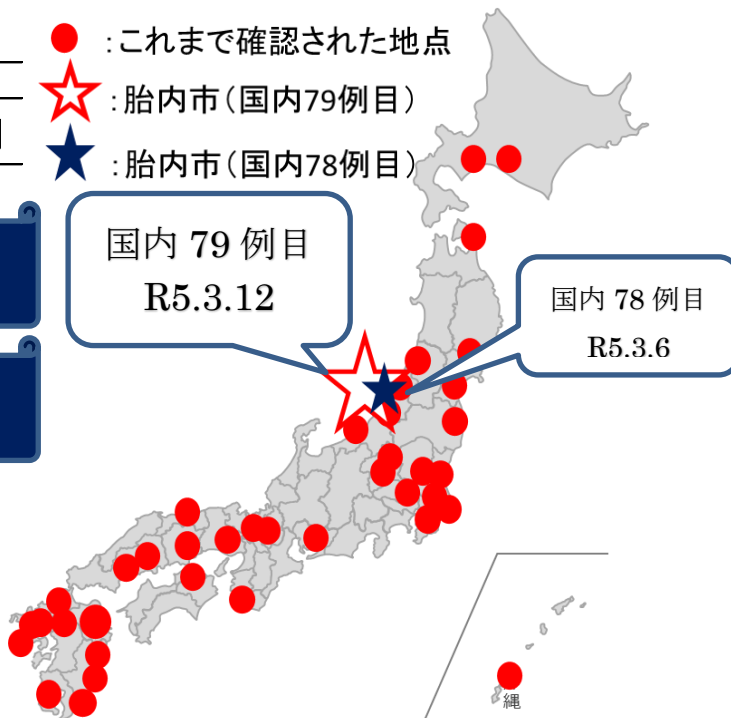 ：これまで確認された地点
：胎内市（国内79例目）
：胎内市（国内78例目）
国内 79 例目
R5.3.12
国内 78 例目
R5.3.6
縄